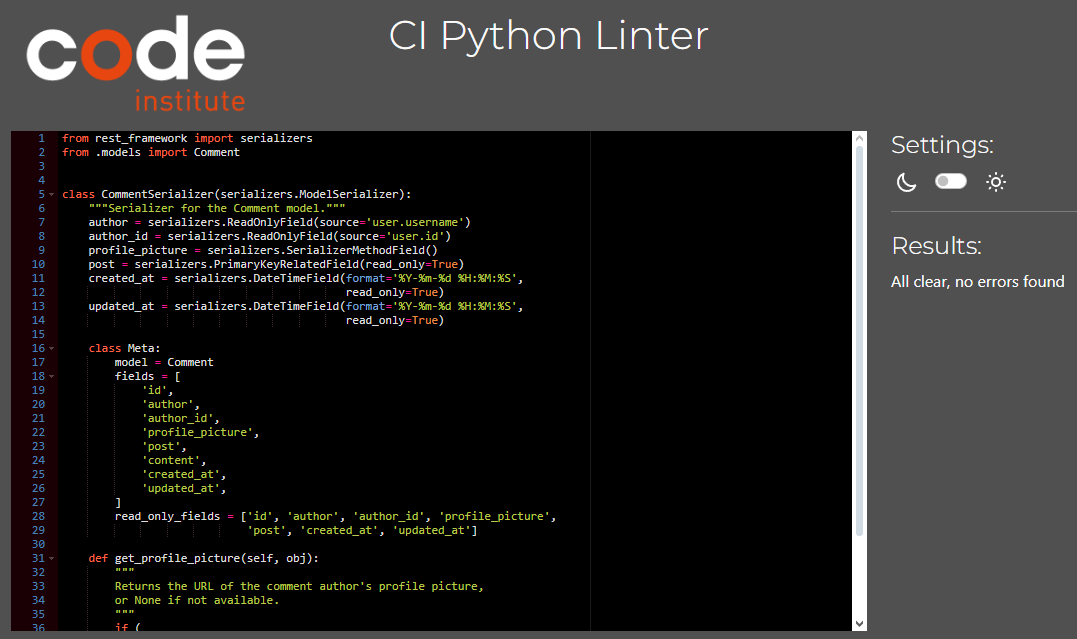 code
institute
CI Python Linter
1 from rest_framework import serializers
2 from .models import Comment
3
4
5 class CommentSerializer(serializers.ModelSerializer):
6     """Serializer for the Comment model."""
7     author = serializers.ReadOnlyField(source='user.username')
8     author_id = serializers.ReadOnlyField(source='user.id')
9     profile_picture = serializers.SerializerMethodField()
10     post = serializers.PrimaryKeyRelatedField(read_only=True)
11     created_at = serializers.DateTimeField(format='%Y-%m-%d %H:%M:%S',
12                                            read_only=True)
13     updated_at = serializers.DateTimeField(format='%Y-%m-%d %H:%M:%S',
14                                            read_only=True)
15
16     class Meta:
17         model = Comment
18         fields = [
19             'id',
20             'author',
21             'author_id',
22             'profile_picture',
23             'post',
24             'content',
25             'created_at',
26             'updated_at',
27         ]
28         read_only_fields = ['id', 'author', 'author_id', 'profile_picture',
29                             'post', 'created_at', 'updated_at']
30
31     def get_profile_picture(self, obj):
32         """
33         Returns the URL of the comment author's profile picture,
34         or None if not available.
35         """
36         if (
Settings:
Results:
All clear, no errors found